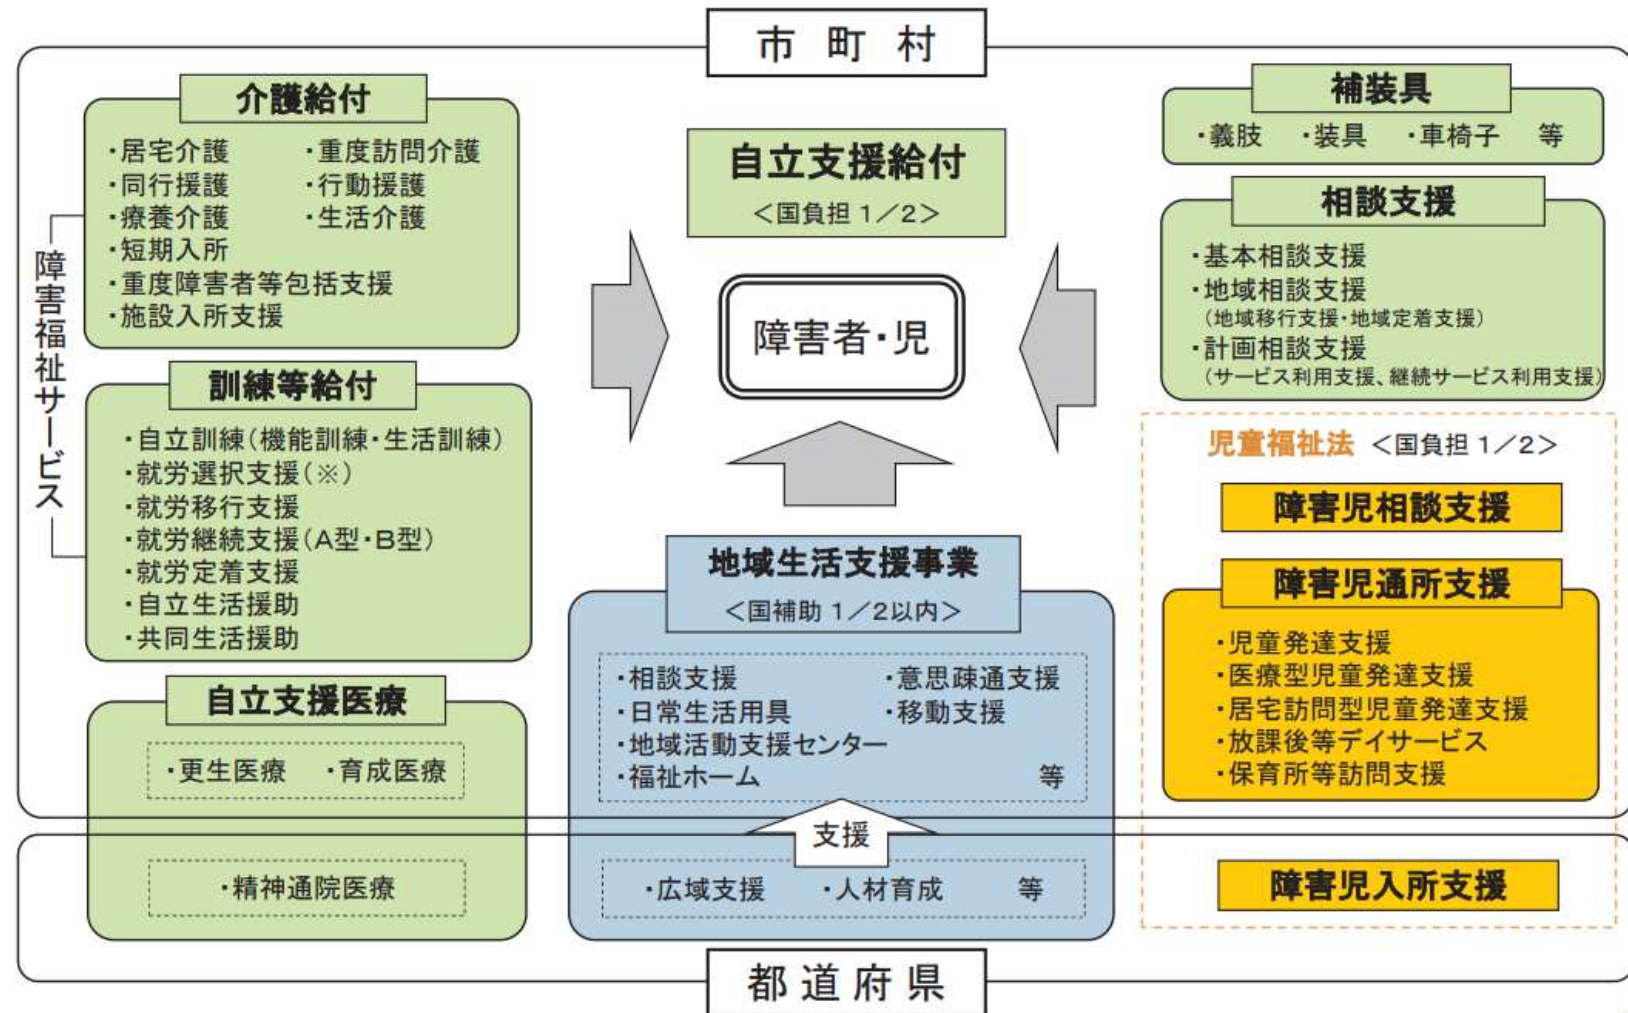 市町村
介護給付
・居宅介護 ・重度訪問介護
・同行援護 ・行動援護
・療養介護 ・生活介護
・短期入所
・重度障害者等包括支援
・施設入所支援
障害福祉サービス
訓練等給付
・自立訓練(機能訓練・生活訓練)
・就労選択支援(※)
・就労移行支援
・就労継続支援(A型・B型)
・就労定着支援
・自立生活援助
・共同生活援助
自立支援医療
・更生医療 ・育成医療
・精神通院医療
自立支援給付
<国負担 1/2>
障害者・児
地域生活支援事業
<国補助 1/2以内>
・相談支援 ・意思疎通支援
・日常生活用具 ・移動支援
・地域活動支援センター
・福祉ホーム 等
支援
・広域支援 ・人材育成 等
補装具
・義肢 ・装具 ・車椅子 等
相談支援
・基本相談支援
・地域相談支援
(地域移行支援・地域定着支援)
・計画相談支援
(サービス利用支援、継続サービス利用支援)
児童福祉法 <国負担 1/2>
障害児相談支援
障害児通所支援
・児童発達支援
・医療型児童発達支援
・居宅訪問型児童発達支援
・放課後等デイサービス
・保育所等訪問支援
障害児入所支援
都道府県